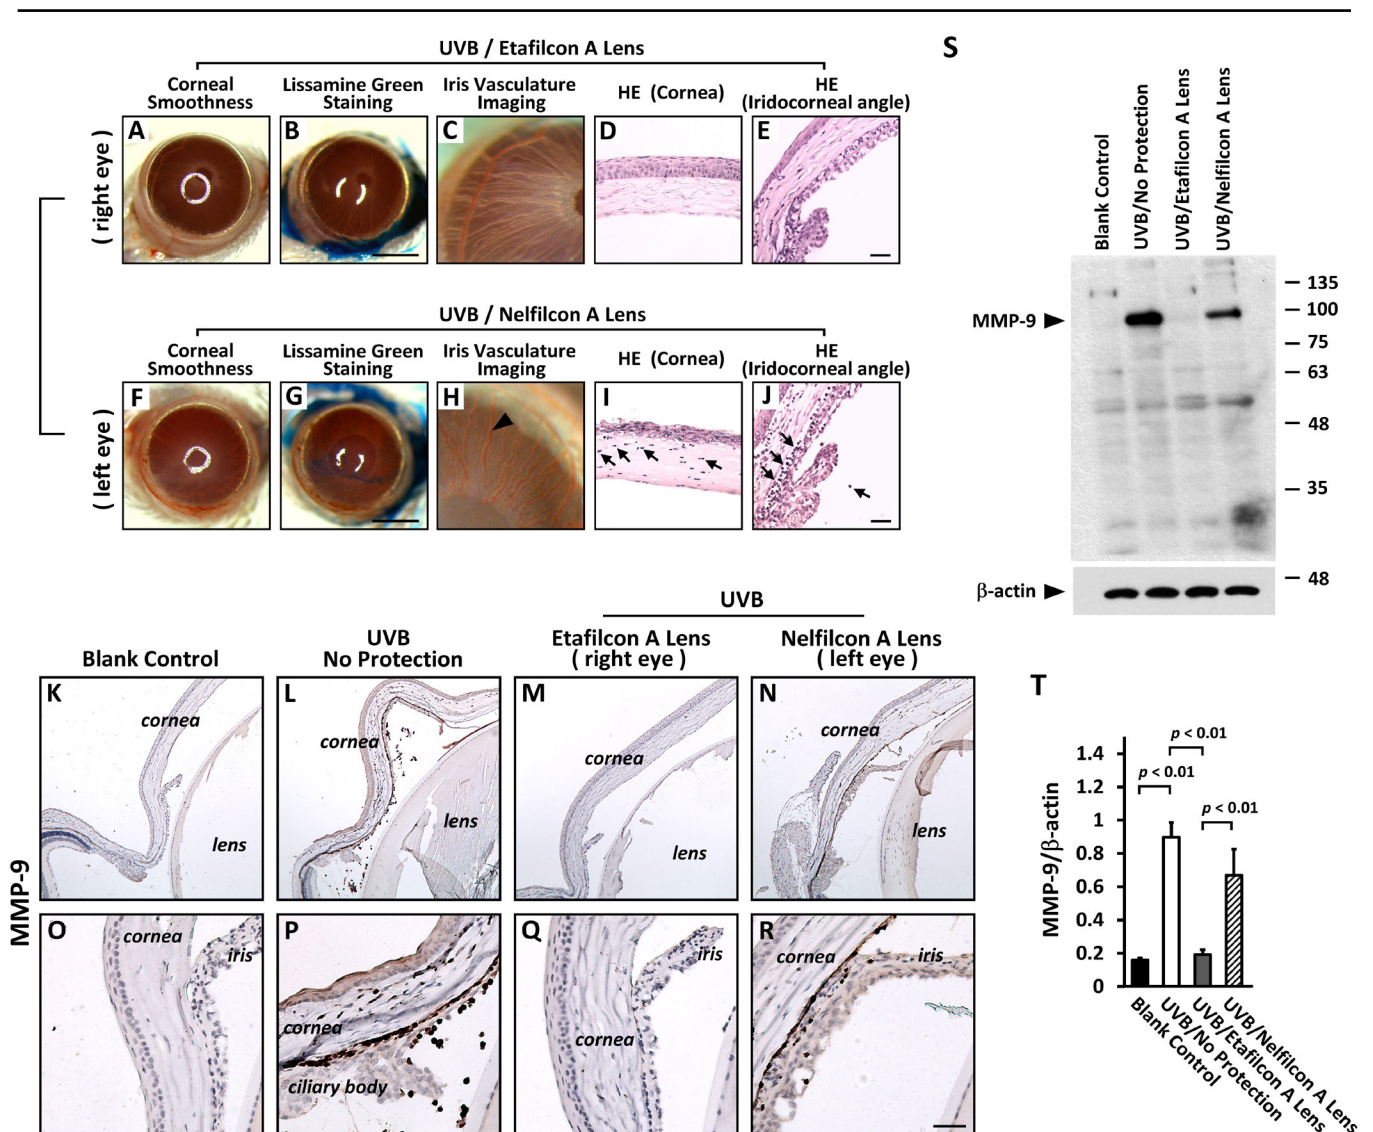 UVB / Etafilcon A Lens
Corneal Smoothness
Lissamine Green Staining
Iris Vasculature Imaging
HE (Cornea)
HE (Iridocorneal angle)
( right eye )
A
B
C
D
E
UVB / Nelfilcon A Lens
Corneal Smoothness
Lissamine Green Staining
Iris Vasculature Imaging
HE (Cornea)
HE (Iridocorneal angle)
( left eye )
F
G
H
I
J
S
Blank Control
UVB/No Protection
UVB/Etafilcon A Lens
UVB/Nelfilcon A Lens
MMP-9
135
100
75
63
48
35
β-actin
48
UVB
Blank Control
UVB
No Protection
Etafilcon A Lens
( right eye )
Nelfilcon A Lens
( left eye )
MMP-9
K
cornea
lens
L
cornea
lens
M
cornea
lens
N
cornea
lens
O
cornea
iris
P
cornea
ciliary body
Q
cornea
iris
R
cornea
iris
T
MMP-9/β-actin
1.4
1.2
1
0.8
0.6
0.4
0.2
0
p < 0.01
p < 0.01
p < 0.01
Blank Control
UVB/No Protection
UVB/Etafilcon A Lens
UVB/Nelfilcon A Lens